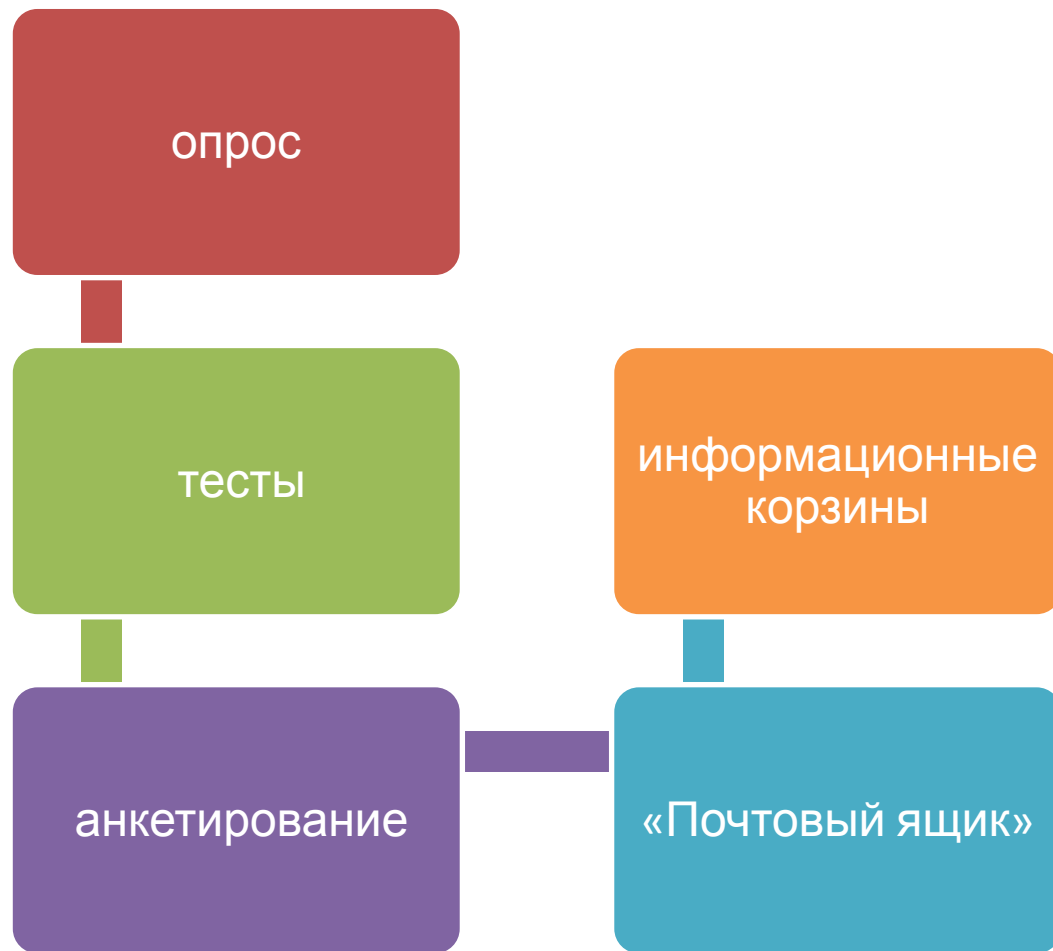 опрос
тесты
анкетирование
«Почтовый ящик»
информационные
корзины